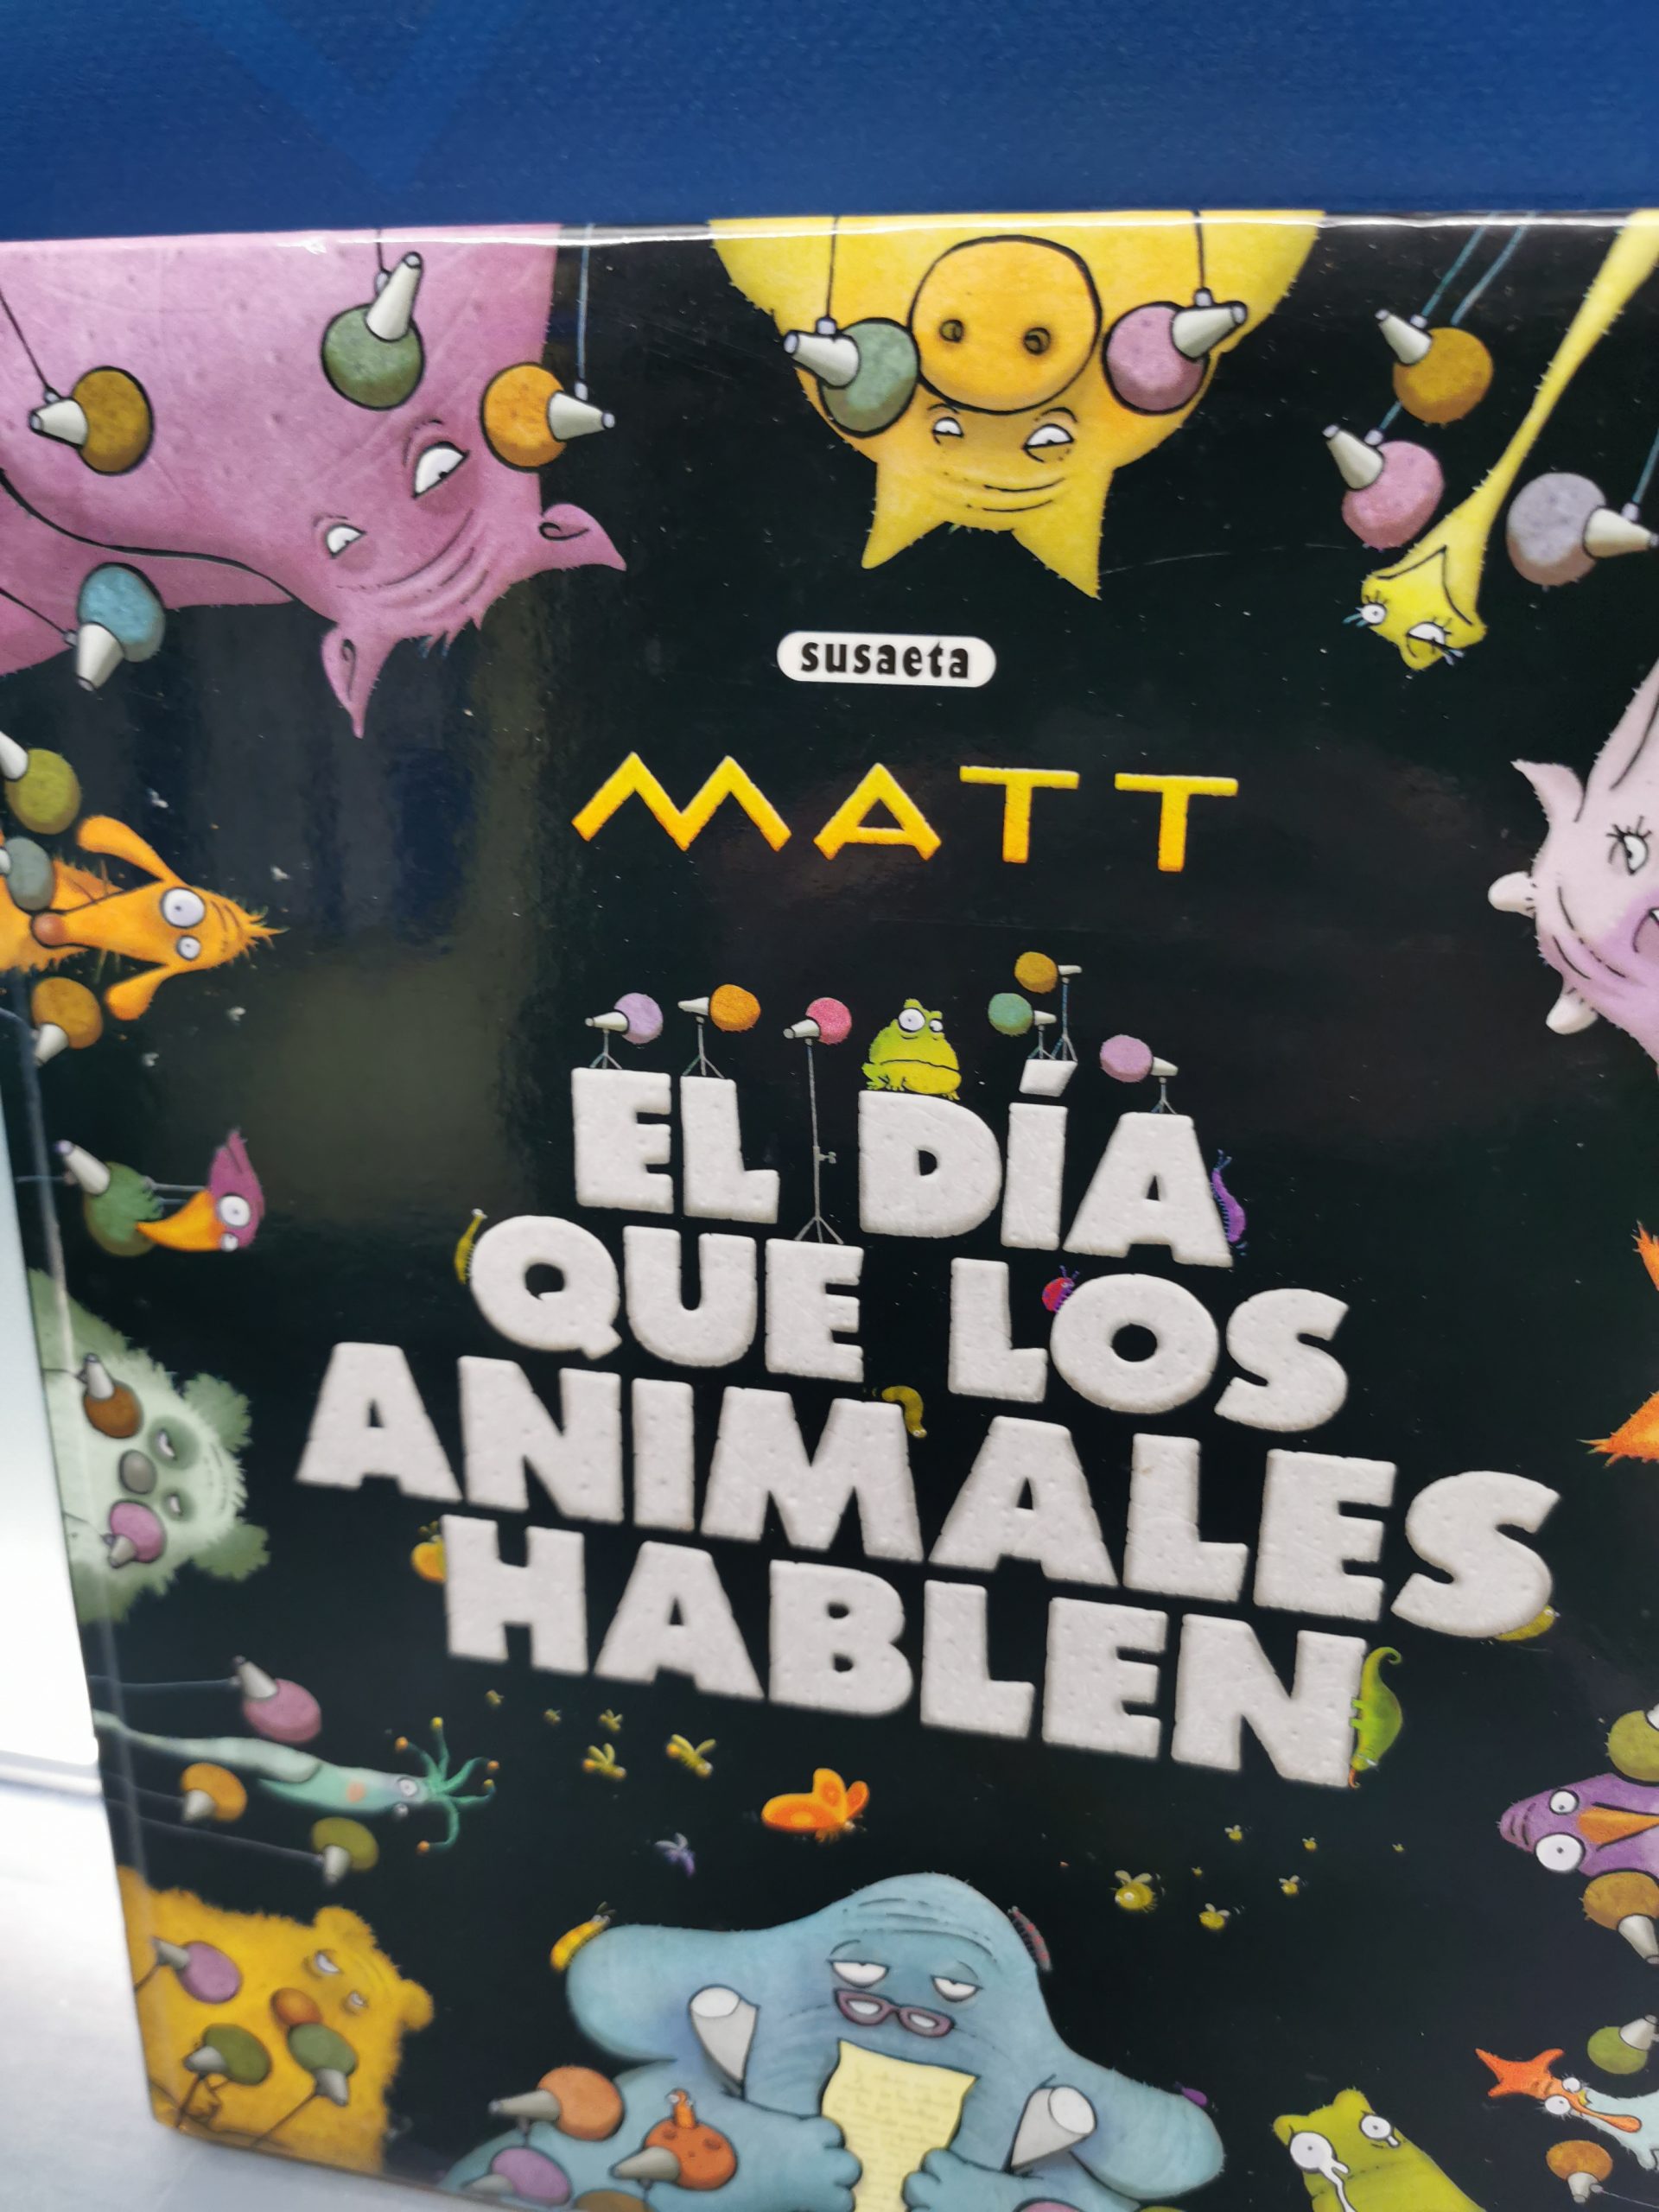 susaeta
MATT
EL DÍA
QUE LOS
ANIMALES
HABLEN